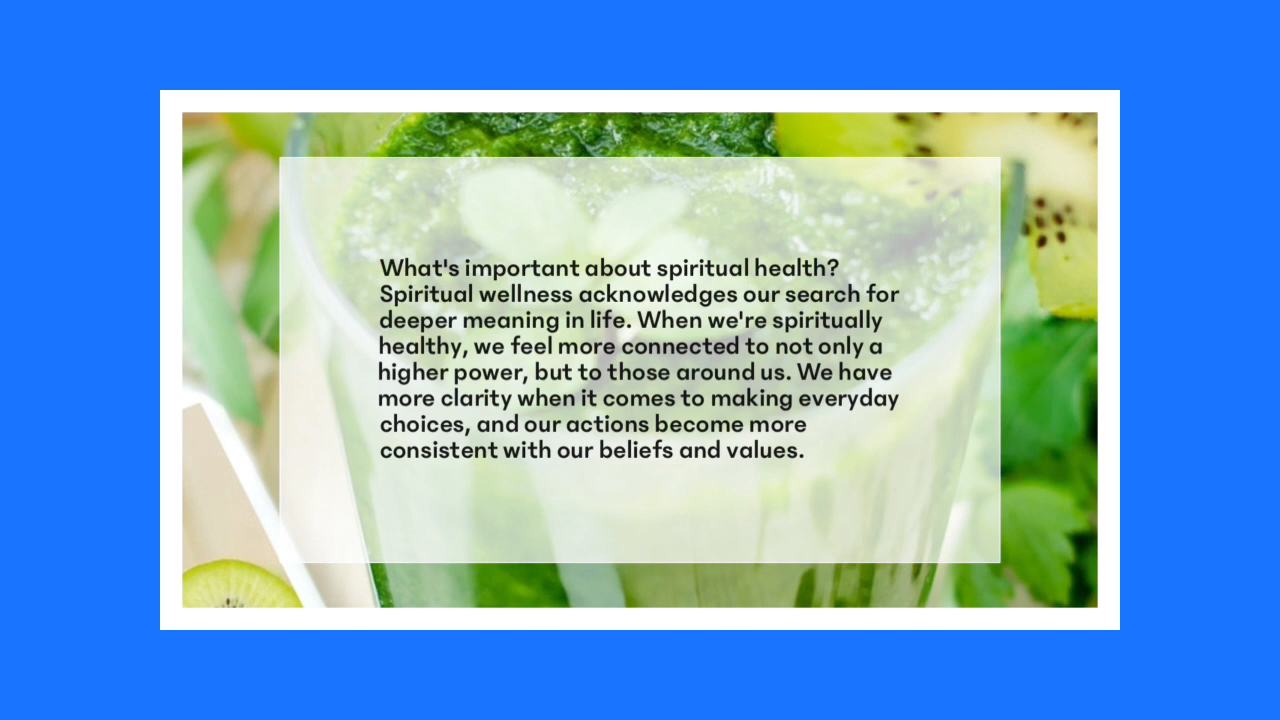 What's important about spiritual health?
Spiritual wellness acknowledges our search for
deeper meaning in life. When we're spiritually
healthy, we feel more connected to not only a
higher power, but to those around us. We have
more clarity when it comes to making everyday
choices, and our actions become more
consistent with our beliefs and values.